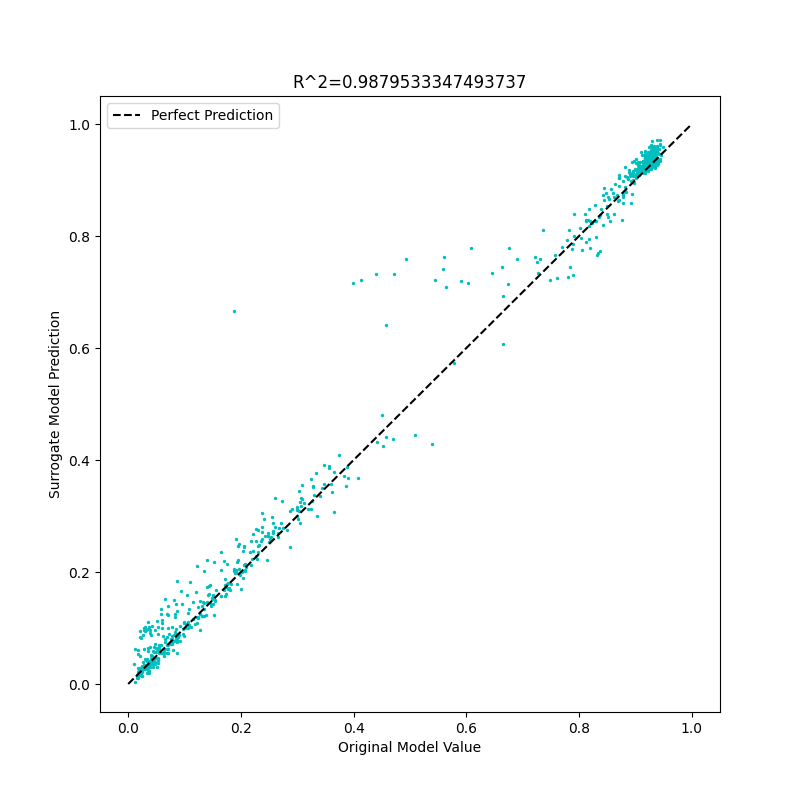 R^2=0.9879533347493737
Perfect Prediction
1.0
0.8
0.6
0.4
0.2
0.0
Surrogate Model Prediction
0.0 0.2 0.4 0.6 0.8 1.0
Original Model Value